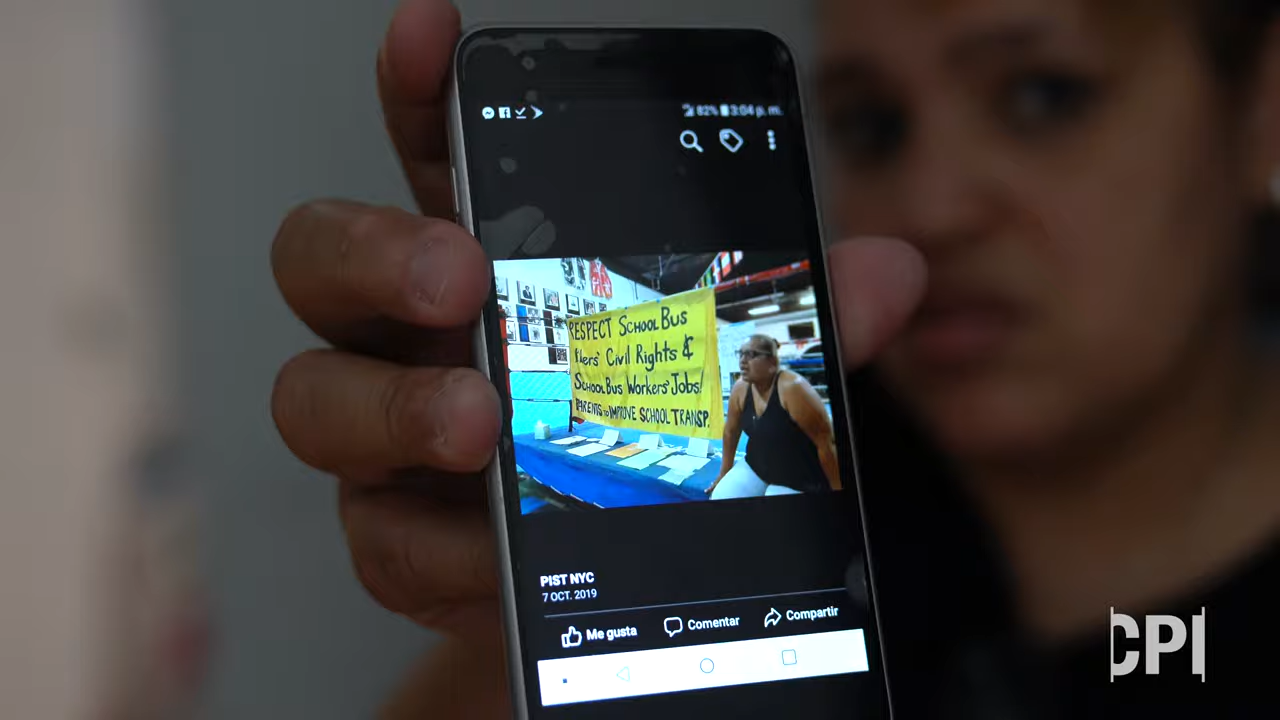 82% 3:04 p. m.
RESPECT SCHOOL BUS
Riders' Civil Rights &
SCHOOL BUS WORKERS' JOBS!
PARENTS TO IMPROVE SCHOOL TRANSP.
PIST NYC
7 OCT. 2019
Me gusta
Comentar
Compartir
CPI